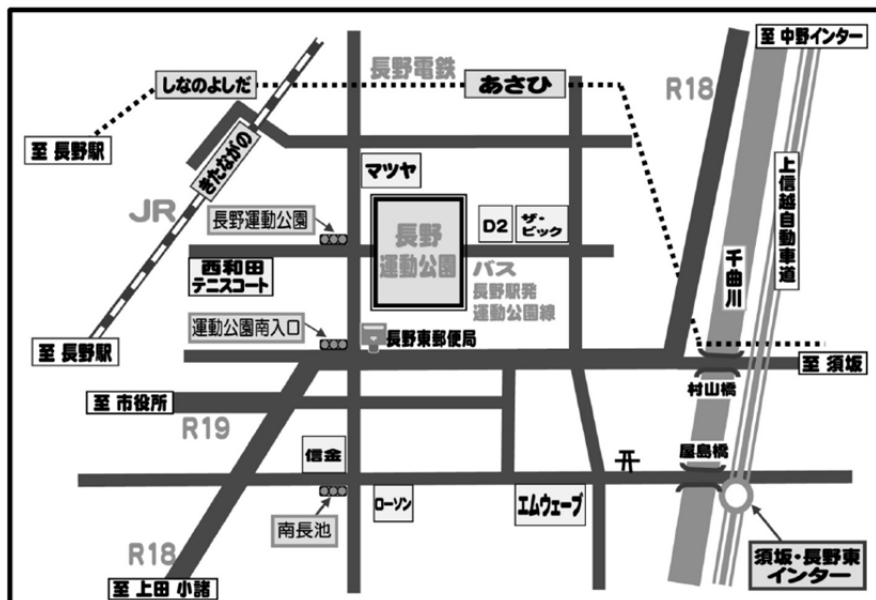 至 中野インター
長野電鉄
しなのよしだ
あさひ
R18
至 長野駅
きたながの
マツヤ
上信越自動車道
JR
長野運動公園
長野
運動公園
D2
ザ・
ビッグ
千曲川
西和田
テニスコート
バス
長野駅発
運動公園線
運動公園南入口
長野東郵便局
至 長野駅
至 須坂
村山橋
至 市役所
R19
信金
屋島橋
ローソン
エムウェーブ
南長池
R18
須坂・長野東
インター
至 上田 小諸